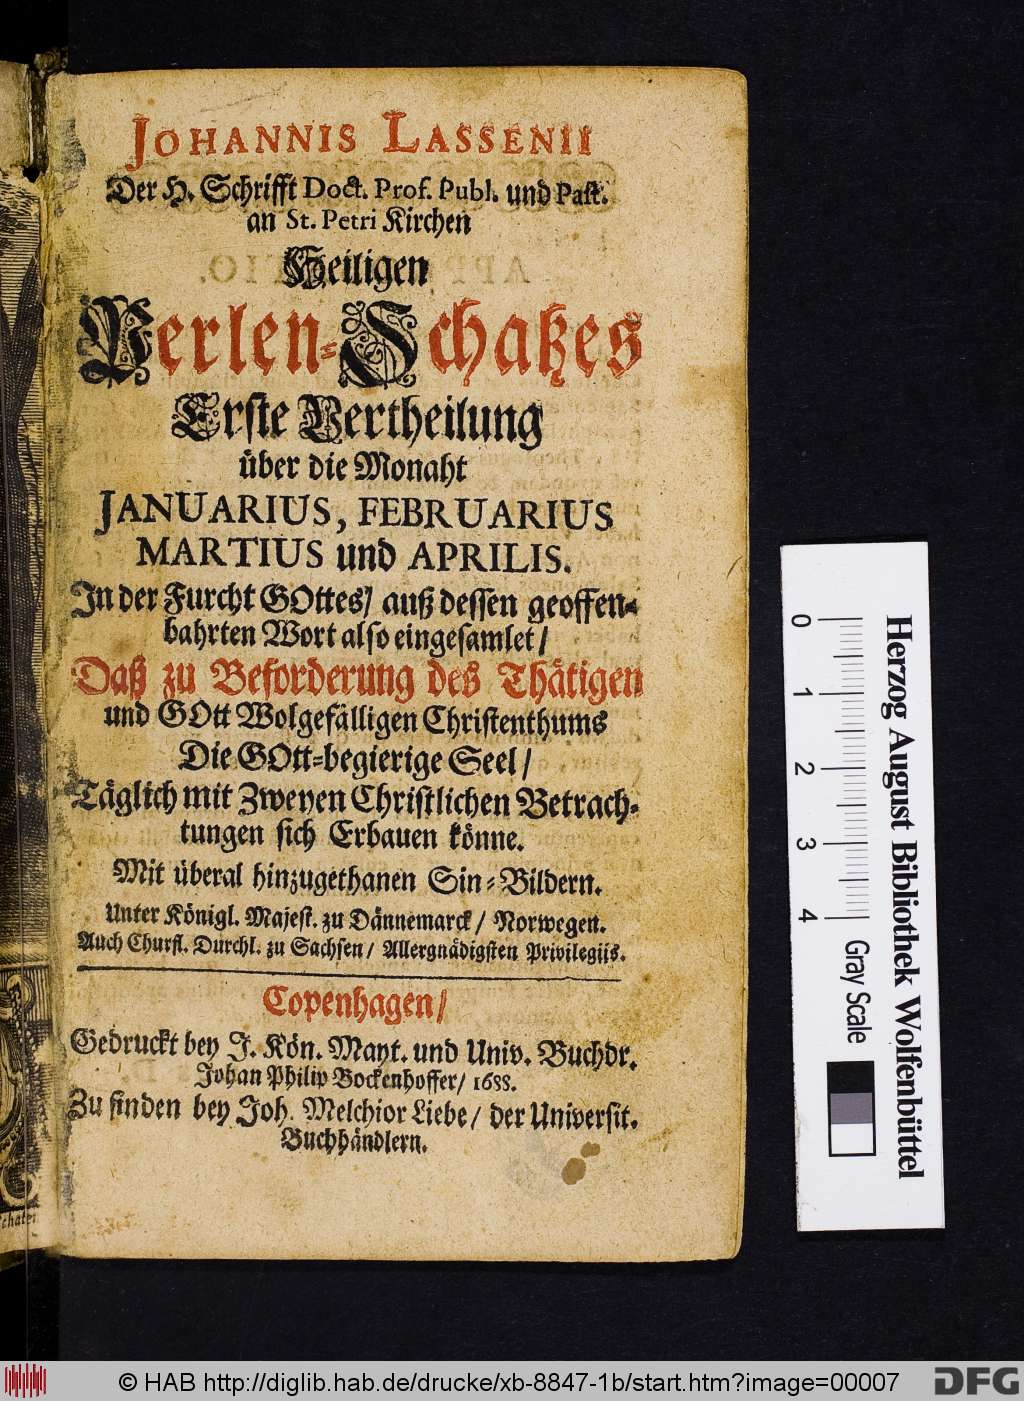 JOHANNIS LASSENII
Der H. Schrifft Doct. Prof. Publ. und Past.
an St. Petri Kirchen
Heiligen
Perlen-Schatzes
Erste Vertheilung
über die Monaht
JANUARIUS, FEBRUARIUS
MARTIUS und APRILIS.
In der Furcht GOttes/ auß dessen geoffen-
bahrten Wort also eingesamlet/
Daß zu Beforderung des Thätigen
und GOtt Wolgefälligen Christenthums
Die GOtt-begierige Seel/
Täglich mit Zweyen Christlichen Betrach-
tungen sich Erbauen könne.
Mit überal hinzugethanen Sin-Bildern.
Unter Königl. Majest. zu Dännemarck/ Norwegen.
Auch Churfl. Durchl. zu Sachsen/ Allergnädigsten Privilegiis.
Copenhagen/
Gedruckt bey J. Kön. Mayt. und Univ. Buchdr.
Johan Philip Bockenhoffer/ 1688.
Zu finden bey Joh. Melchior Liebe/ der Universit.
Buchhändlern.
Herzog August Bibliothek Wolfenbüttel
0 1 2 3 4 Gray Scale
© HAB http://diglib.hab.de/drucke/xb-8847-1b/start.htm?image=00007
DFG